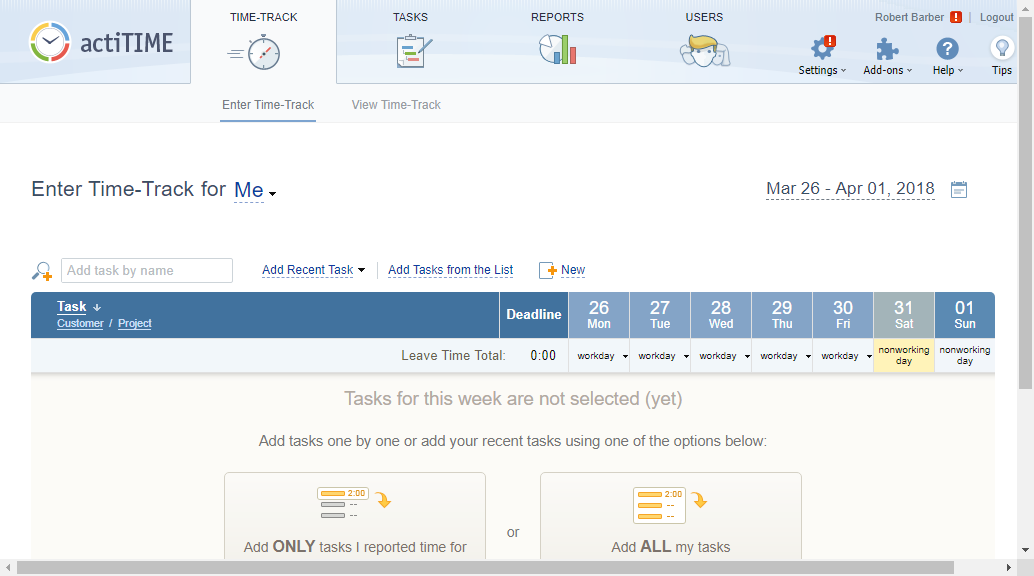 actiTIME
TIME-TRACK
TASKS
REPORTS
USERS
Robert Barber ! | Logout
!
Settings
Add-ons
?
Help
Tips
Enter Time-Track
View Time-Track
Enter Time-Track for Me
Mar 26 - Apr 01, 2018
Add task by name
Add Recent Task
Add Tasks from the List
New
Task ↓
Customer / Project
Deadline
26
Mon
27
Tue
28
Wed
29
Thu
30
Fri
31
Sat
01
Sun
Leave Time Total: 0:00
workday
workday
workday
workday
workday
nonworking
day
nonworking
day
Tasks for this week are not selected (yet)
Add tasks one by one or add your recent tasks using one of the options below:
2:00
--
--
Add ONLY tasks I reported time for
or
2:00
--
--
Add ALL my tasks